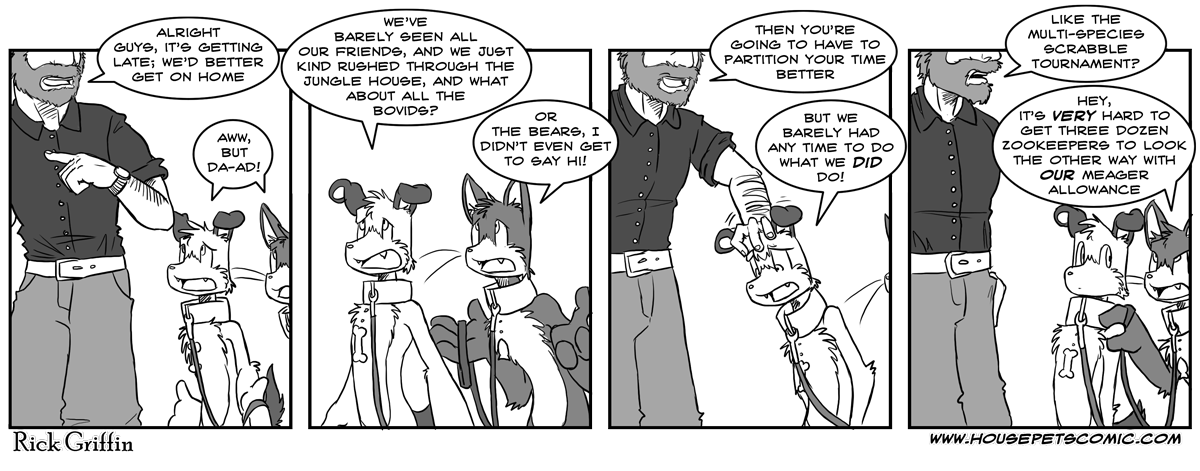 ALRIGHT
GUYS, IT'S GETTING
LATE; WE'D BETTER
GET ON HOME
AWW,
BUT
DA-AD!
WE'VE
BARELY SEEN ALL
OUR FRIENDS, AND WE JUST
KIND RUSHED THROUGH THE
JUNGLE HOUSE, AND WHAT
ABOUT ALL THE
BOVIDS?
OR
THE BEARS, I
DIDN'T EVEN GET
TO SAY HI!
THEN YOU'RE
GOING TO HAVE TO
PARTITION YOUR TIME
BETTER
BUT WE
BARELY HAD
ANY TIME TO DO
WHAT WE DID
DO!
LIKE THE
MULTI-SPECIES
SCRABBLE
TOURNAMENT?
HEY,
IT'S VERY HARD TO
GET THREE DOZEN
ZOOKEEPERS TO LOOK
THE OTHER WAY WITH
OUR MEAGER
ALLOWANCE
Rick Griffin
WWW.HOUSEPETSCOMIC.COM